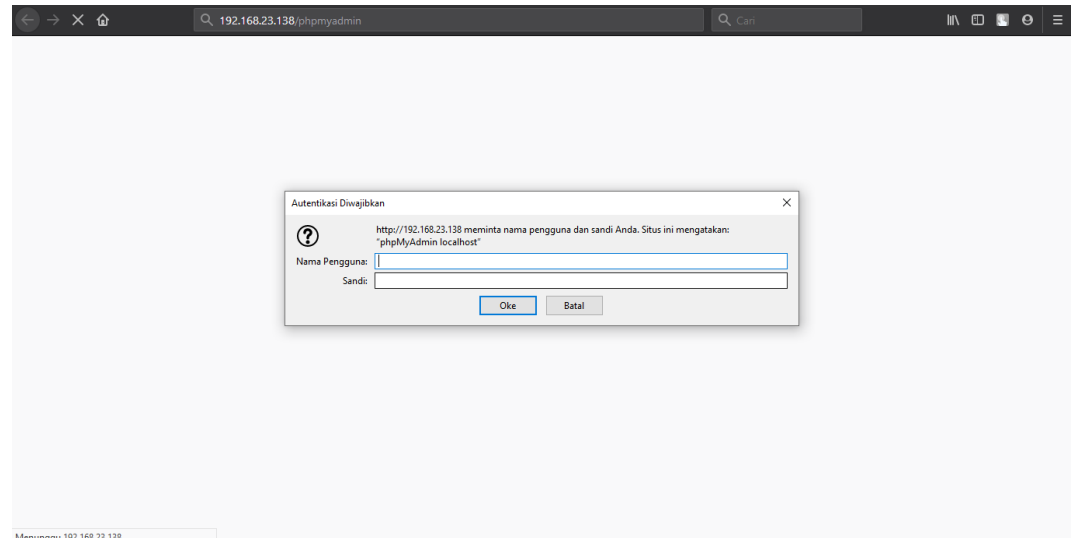 192.168.23.138/phpmyadmin
Cari
Autentikasi Diwajibkan
http://192.168.23.138 meminta nama pengguna dan sandi Anda. Situs ini mengatakan:
"phpMyAdmin localhost"
Nama Pengguna:
Sandi:
Oke
Batal
Menunggu 192.168.23.138